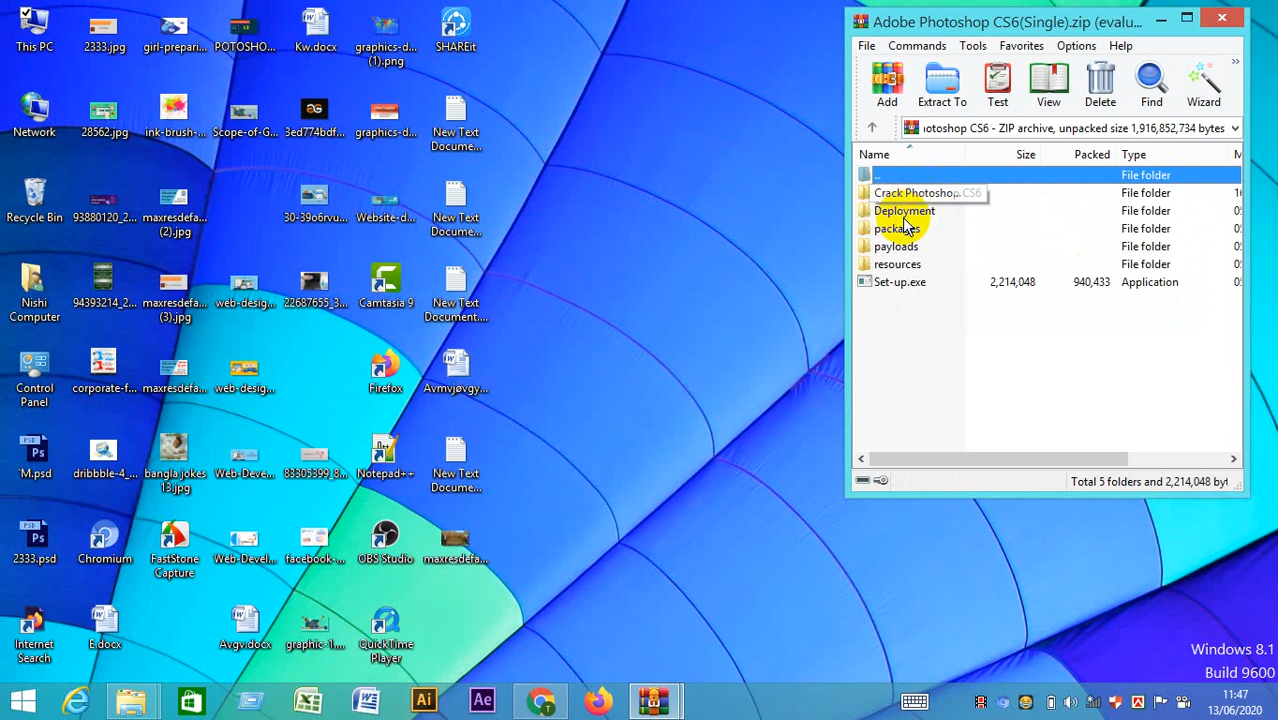 This PC
2333.jpg
girl-prepari...
POTOSHO...
Kw.docx
graphics-d...
(1).png
SHAREit
Network
28562.jpg
ink-brush-...
Scope-of-G...
3ed774bdf...
graphics-d...
New Text
Docume...
Recycle Bin
93880120_2...
maxresdefa...
(2).jpg
30-39o6rvu...
Website-d...
New Text
Docume...
Nishi
Computer
94393214_2...
maxresdefa...
(3).jpg
web-desig...
22687655_3...
Camtasia 9
New Text
Document....
Control
Panel
corporate-f...
maxresdefa...
web-desig...
Firefox
Avmvjøvgy...
`M.psd
dribbble-4_...
bangla jokes
13.jpg
Web-Deve...
83305399_8...
Notepad++
New Text
Docume...
2333.psd
Chromium
FastStone
Capture
Web-Devel...
facebook-...
OBS Studio
maxresdefa...
Internet
Search
E.docx
Avgv.docx
graphic-1....
QuickTime
Player
Adobe Photoshop CS6(Single).zip (evalu...
File Commands Tools Favorites Options Help
Add Extract To Test View Delete Find Wizard
otoshop CS6 - ZIP archive, unpacked size 1,916,852,734 bytes
Name Size Packed Type
.. File folder
Crack Photoshop CS6 File folder
Deployment File folder
packages File folder
payloads File folder
resources File folder
Set-up.exe 2,214,048 940,433 Application
Total 5 folders and 2,214,048 byt
Windows 8.1
Build 9600
11:47
13/06/2020